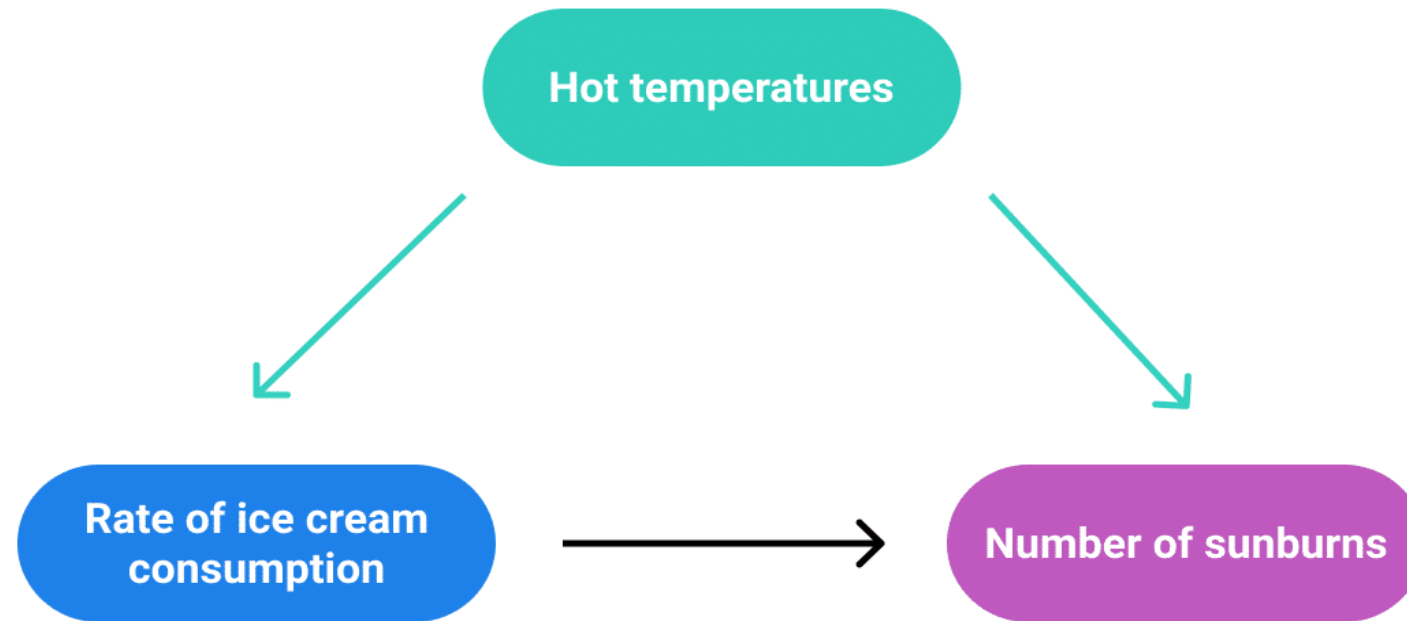 Hot temperatures
Rate of ice cream
consumption
Number of sunburns